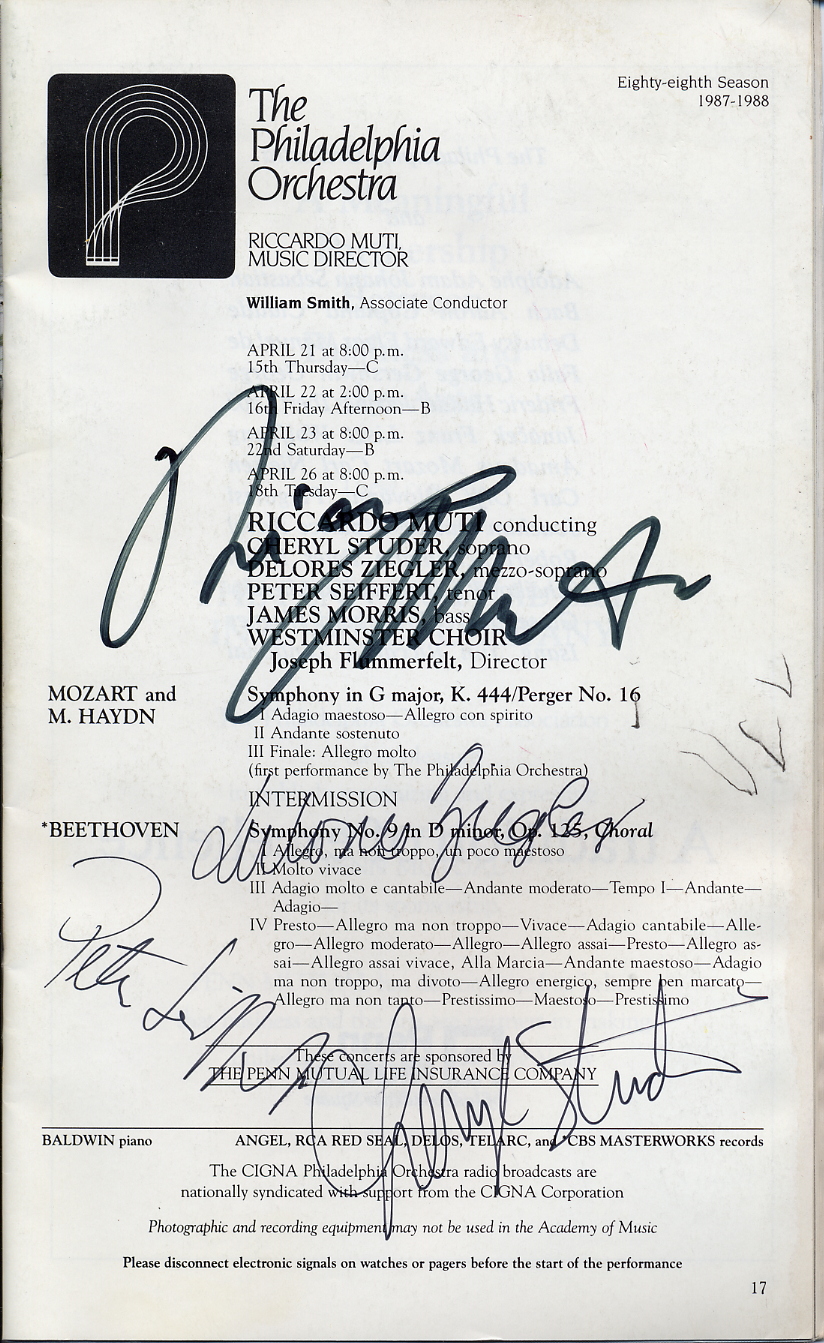 Eighty-eighth Season
1987-1988
The
Philadelphia
Orchestra
RICCARDO MUTI,
MUSIC DIRECTOR
William Smith, Associate Conductor
APRIL 21 at 8:00 p.m.
15th Thursday—C
APRIL 22 at 2:00 p.m.
16th Friday Afternoon—B
APRIL 23 at 8:00 p.m.
22nd Saturday—B
APRIL 26 at 8:00 p.m.
18th Tuesday—C
RICCARDO MUTI conducting
CHERYL STUDER, soprano
DELORES ZIEGLER, mezzo-soprano
PETER SEIFFERT, tenor
JAMES MORRIS, bass
WESTMINSTER CHOIR
Joseph Flummerfelt, Director
MOZART and
M. HAYDN
Symphony in G major, K. 444/Perger No. 16
I Adagio maestoso—Allegro con spirito
II Andante sostenuto
III Finale: Allegro molto
(first performance by The Philadelphia Orchestra)
INTERMISSION
*BEETHOVEN
Symphony No. 9 in D minor, Op. 125, Choral
I Allegro, ma non troppo, un poco maestoso
II Molto vivace
III Adagio molto e cantabile—Andante moderato—Tempo I—Andante—
Adagio—
IV Presto—Allegro ma non troppo—Vivace—Adagio cantabile—Alle-
gro—Allegro moderato—Allegro—Allegro assai—Presto—Allegro as-
sai—Allegro assai vivace, Alla Marcia—Andante maestoso—Adagio
ma non troppo, ma divoto—Allegro energico, sempre ben marcato—
Allegro ma non tanto—Prestissimo—Maestoso—Prestissimo
Delores Ziegler
Cheryl Studer
These concerts are sponsored by
THE PENN MUTUAL LIFE INSURANCE COMPANY
BALDWIN piano
ANGEL, RCA RED SEAL, DELOS, TELARC, and *CBS MASTERWORKS records
The CIGNA Philadelphia Orchestra radio broadcasts are
nationally syndicated with support from the CIGNA Corporation
Photographic and recording equipment may not be used in the Academy of Music
Please disconnect electronic signals on watches or pagers before the start of the performance
17